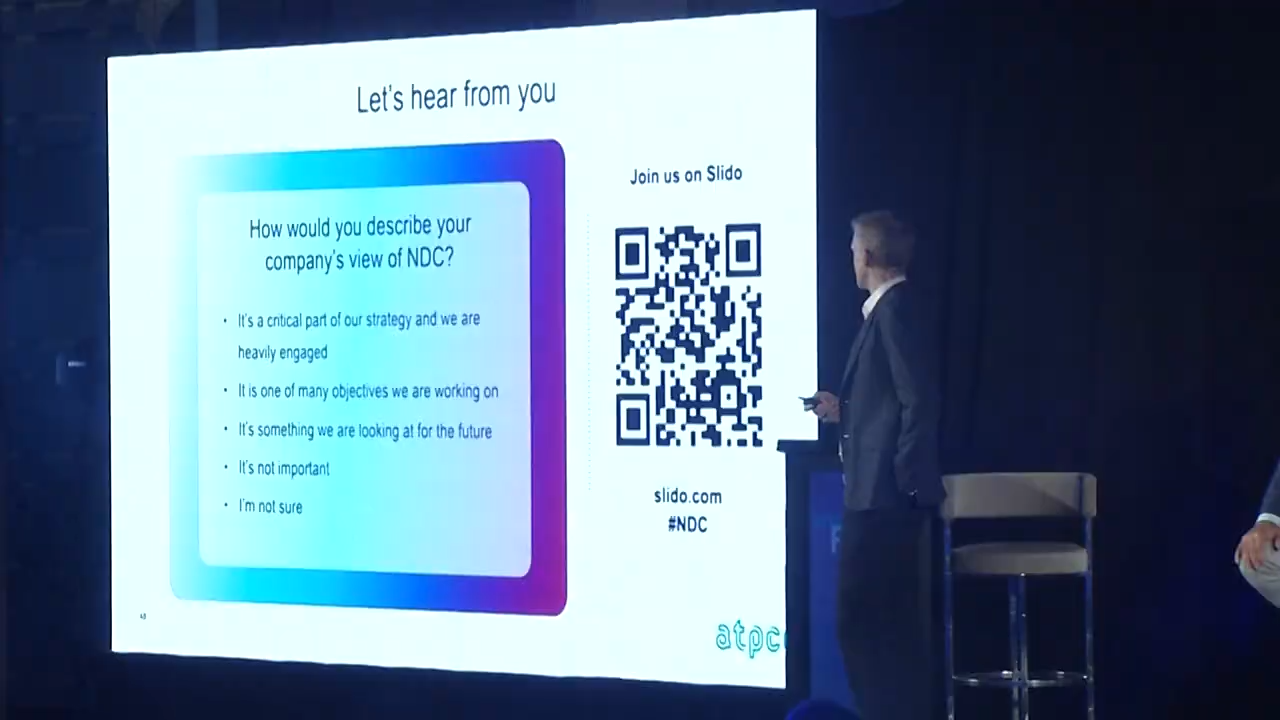 Let's hear from you
How would you describe your
company's view of NDC?
• It's a critical part of our strategy and we are
heavily engaged
• It is one of many objectives we are working on
• It's something we are looking at for the future
• It's not important
• I'm not sure
Join us on Slido
slido.com
#NDC
atpc